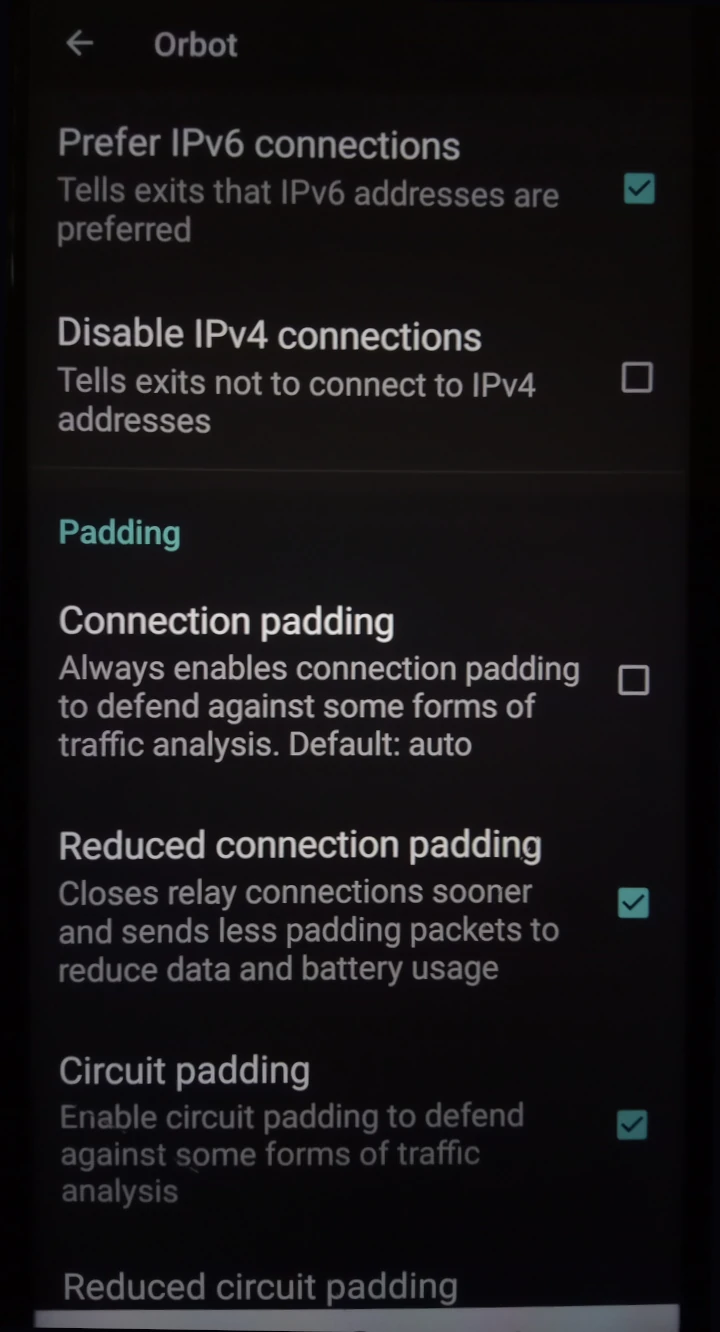 Orbot
Prefer IPv6 connections
Tells exits that IPv6 addresses are
preferred
Disable IPv4 connections
Tells exits not to connect to IPv4
addresses
Padding
Connection padding
Always enables connection padding
to defend against some forms of
traffic analysis. Default: auto
Reduced connection padding
Closes relay connections sooner
and sends less padding packets to
reduce data and battery usage
Circuit padding
Enable circuit padding to defend
against some forms of traffic
analysis
Reduced circuit padding